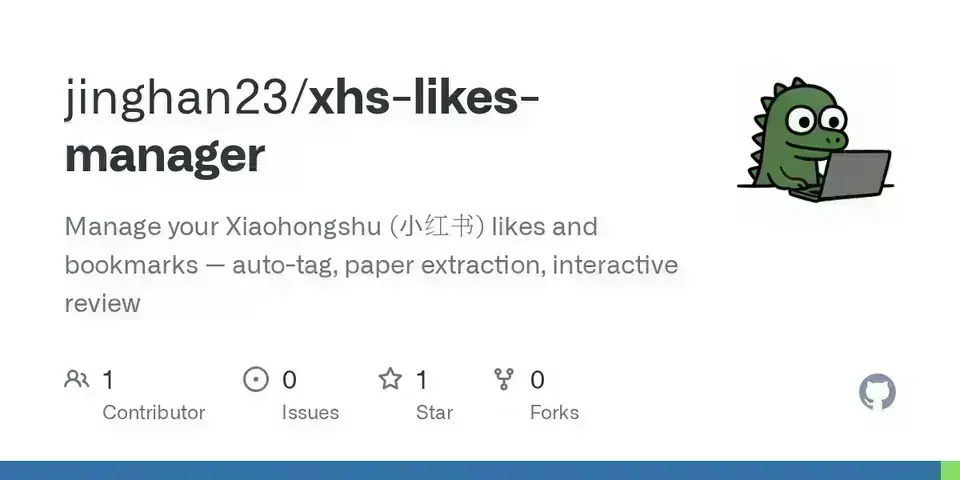 jinghan23/xhs-likes-
manager
Manage your Xiaohongshu (小红书) likes and
bookmarks — auto-tag, paper extraction, interactive
review
1 0 1 0
Contributor Issues Star Forks